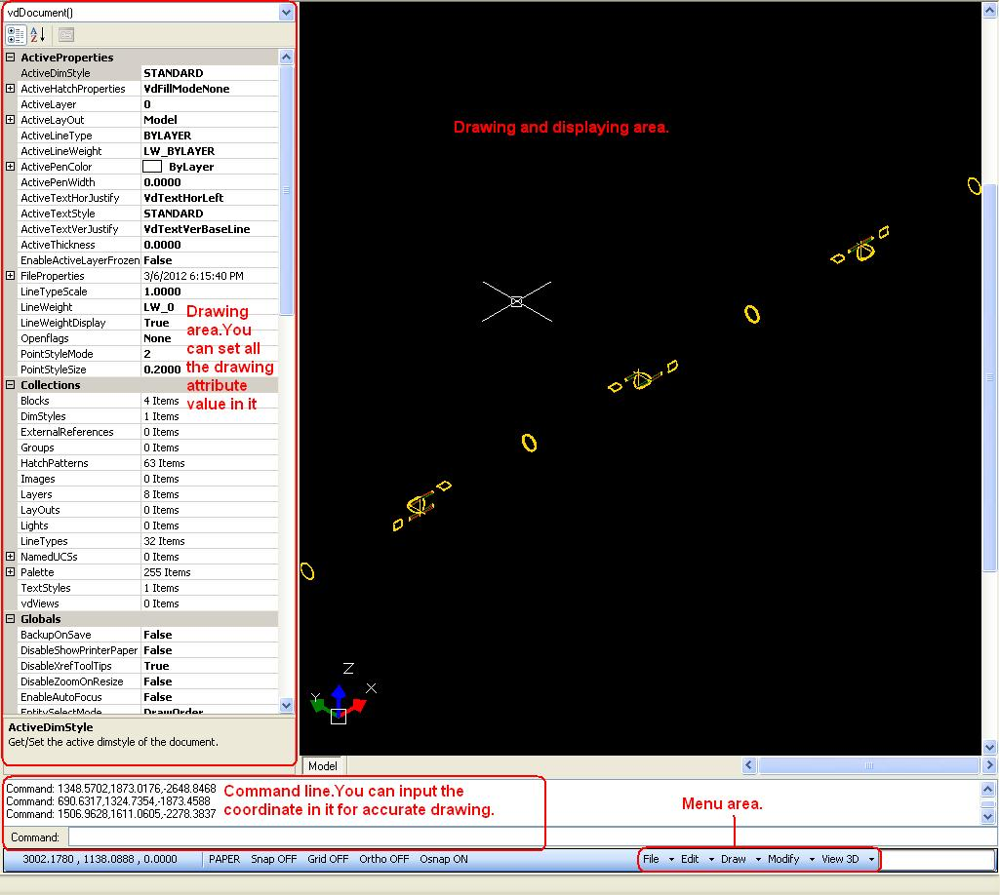 vdDocument()
ActiveProperties
ActiveDimStyle STANDARD
ActiveHatchProperties VdFillModeNone
ActiveLayer 0
ActiveLayOut Model
ActiveLineType BYLAYER
ActiveLineWeight LW_BYLAYER
ActivePenColor ByLayer
ActivePenWidth 0.0000
ActiveTextHorJustify VdTextHorLeft
ActiveTextStyle STANDARD
ActiveTextVerJustify VdTextVerBaseLine
ActiveThickness 0.0000
EnableActiveLayerFrozen False
FileProperties 3/6/2012 6:15:40 PM
LineTypeScale 1.0000
LineWeight LW_0
LineWeightDisplay True
Openflags None
PointStyleMode 2
PointStyleSize 0.2000
Drawing
area.You
can set all
the drawing
attribute
value in it
Collections
Blocks 4 Items
DimStyles 1 Items
ExternalReferences 0 Items
Groups 0 Items
HatchPatterns 63 Items
Images 0 Items
Layers 8 Items
LayOuts 0 Items
Lights 0 Items
LineTypes 32 Items
NamedUCSs 0 Items
Palette 255 Items
TextStyles 1 Items
vdViews 0 Items
Globals
BackupOnSave False
DisableShowPrinterPaper False
DisableXrefToolTips True
DisableZoomOnResize False
EnableAutoFocus False
EntitySelectMode DrawOrder
ActiveDimStyle
Get/Set the active dimstyle of the document.
Drawing and displaying area.
Z
Y X
Model
Command: 1348.5702,1873.0176,-2648.8468
Command: 690.6317,1324.7354,-1873.4588
Command: 1506.9628,1611.0605,-2278.3837
Command line.You can input the
coordinate in it for accurate drawing.
Menu area.
Command:
3002.1780 , 1138.0888 , 0.0000 PAPER Snap OFF Grid OFF Ortho OFF Osnap ON File Edit Draw Modify View 3D